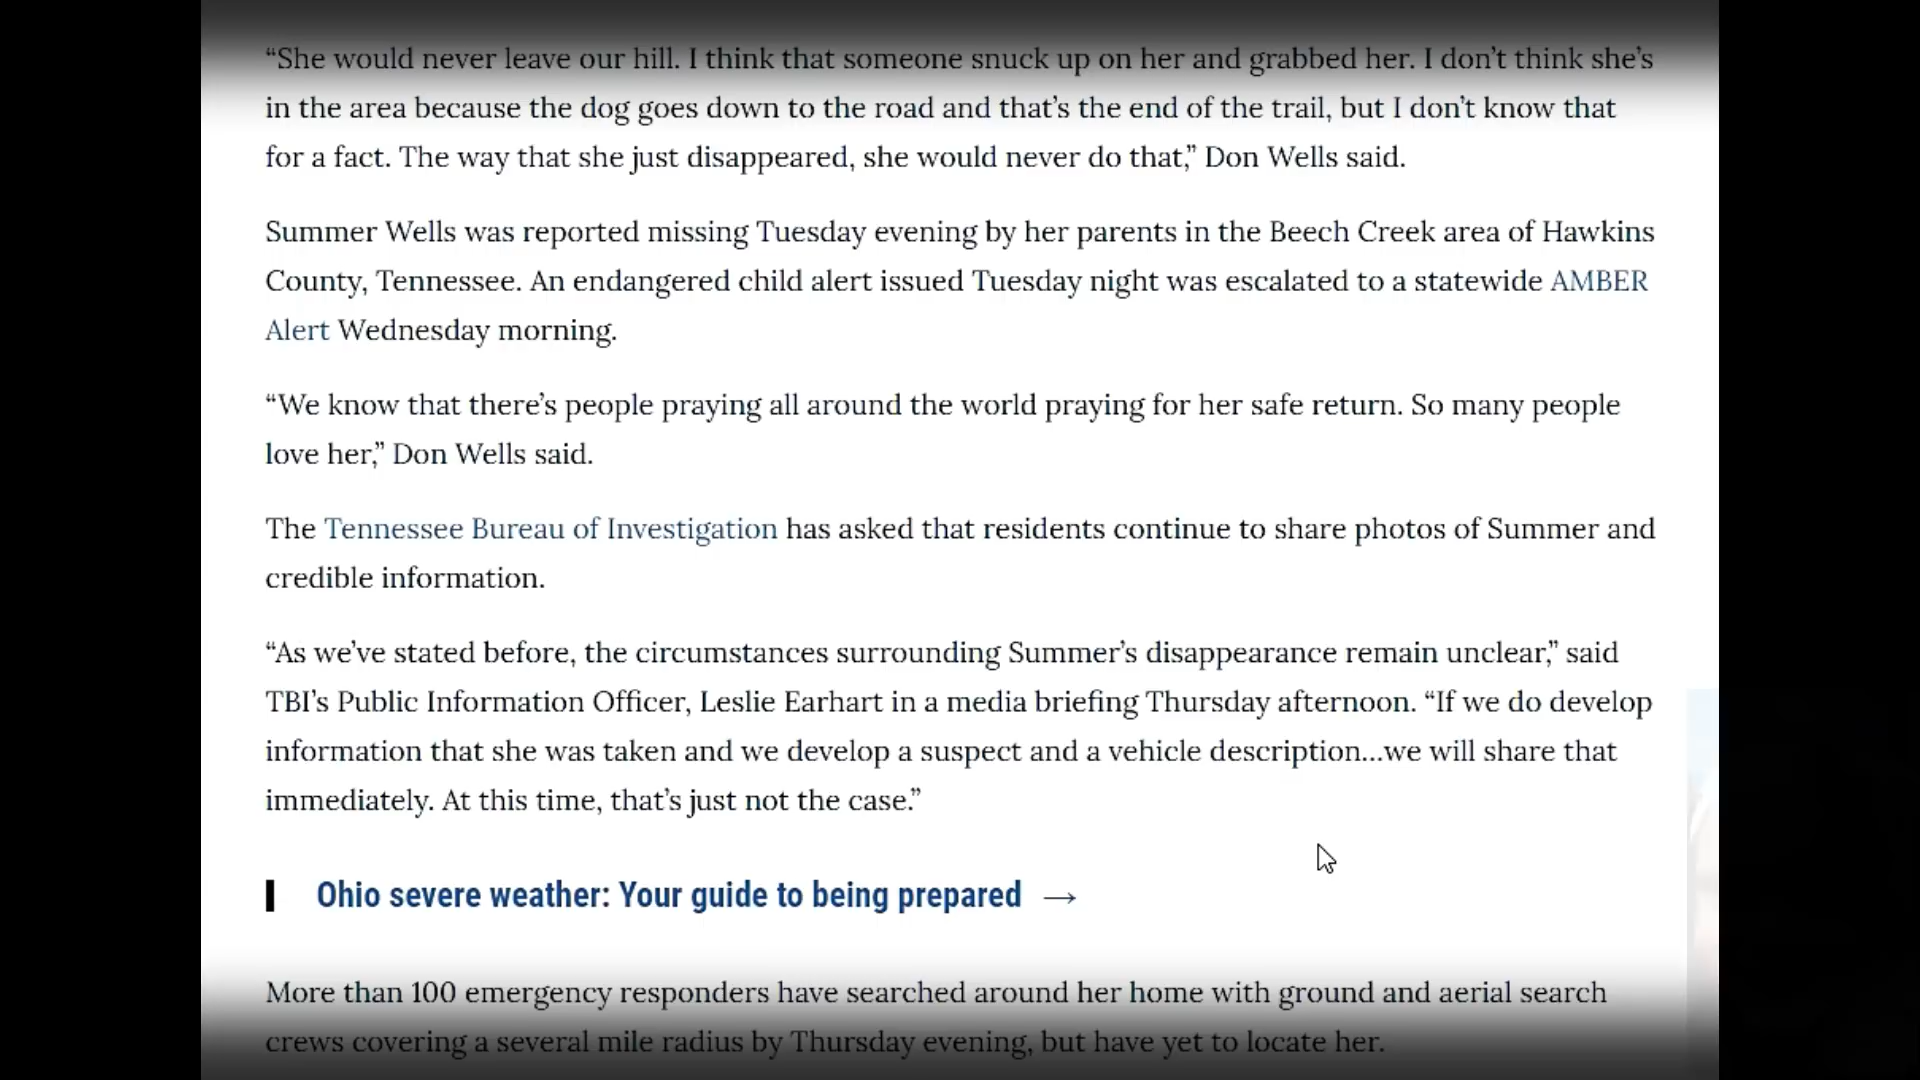 “She would never leave our hill. I think that someone snuck up on her and grabbed her. I don’t think she’s
in the area because the dog goes down to the road and that’s the end of the trail, but I don’t know that
for a fact. The way that she just disappeared, she would never do that,” Don Wells said.
Summer Wells was reported missing Tuesday evening by her parents in the Beech Creek area of Hawkins
County, Tennessee. An endangered child alert issued Tuesday night was escalated to a statewide AMBER
Alert Wednesday morning.
“We know that there’s people praying all around the world praying for her safe return. So many people
love her,” Don Wells said.
The Tennessee Bureau of Investigation has asked that residents continue to share photos of Summer and
credible information.
“As we’ve stated before, the circumstances surrounding Summer’s disappearance remain unclear,” said
TBI’s Public Information Officer, Leslie Earhart in a media briefing Thursday afternoon. “If we do develop
information that she was taken and we develop a suspect and a vehicle description…we will share that
immediately. At this time, that’s just not the case.”
Ohio severe weather: Your guide to being prepared →
More than 100 emergency responders have searched around her home with ground and aerial search
crews covering a several mile radius by Thursday evening, but have yet to locate her.